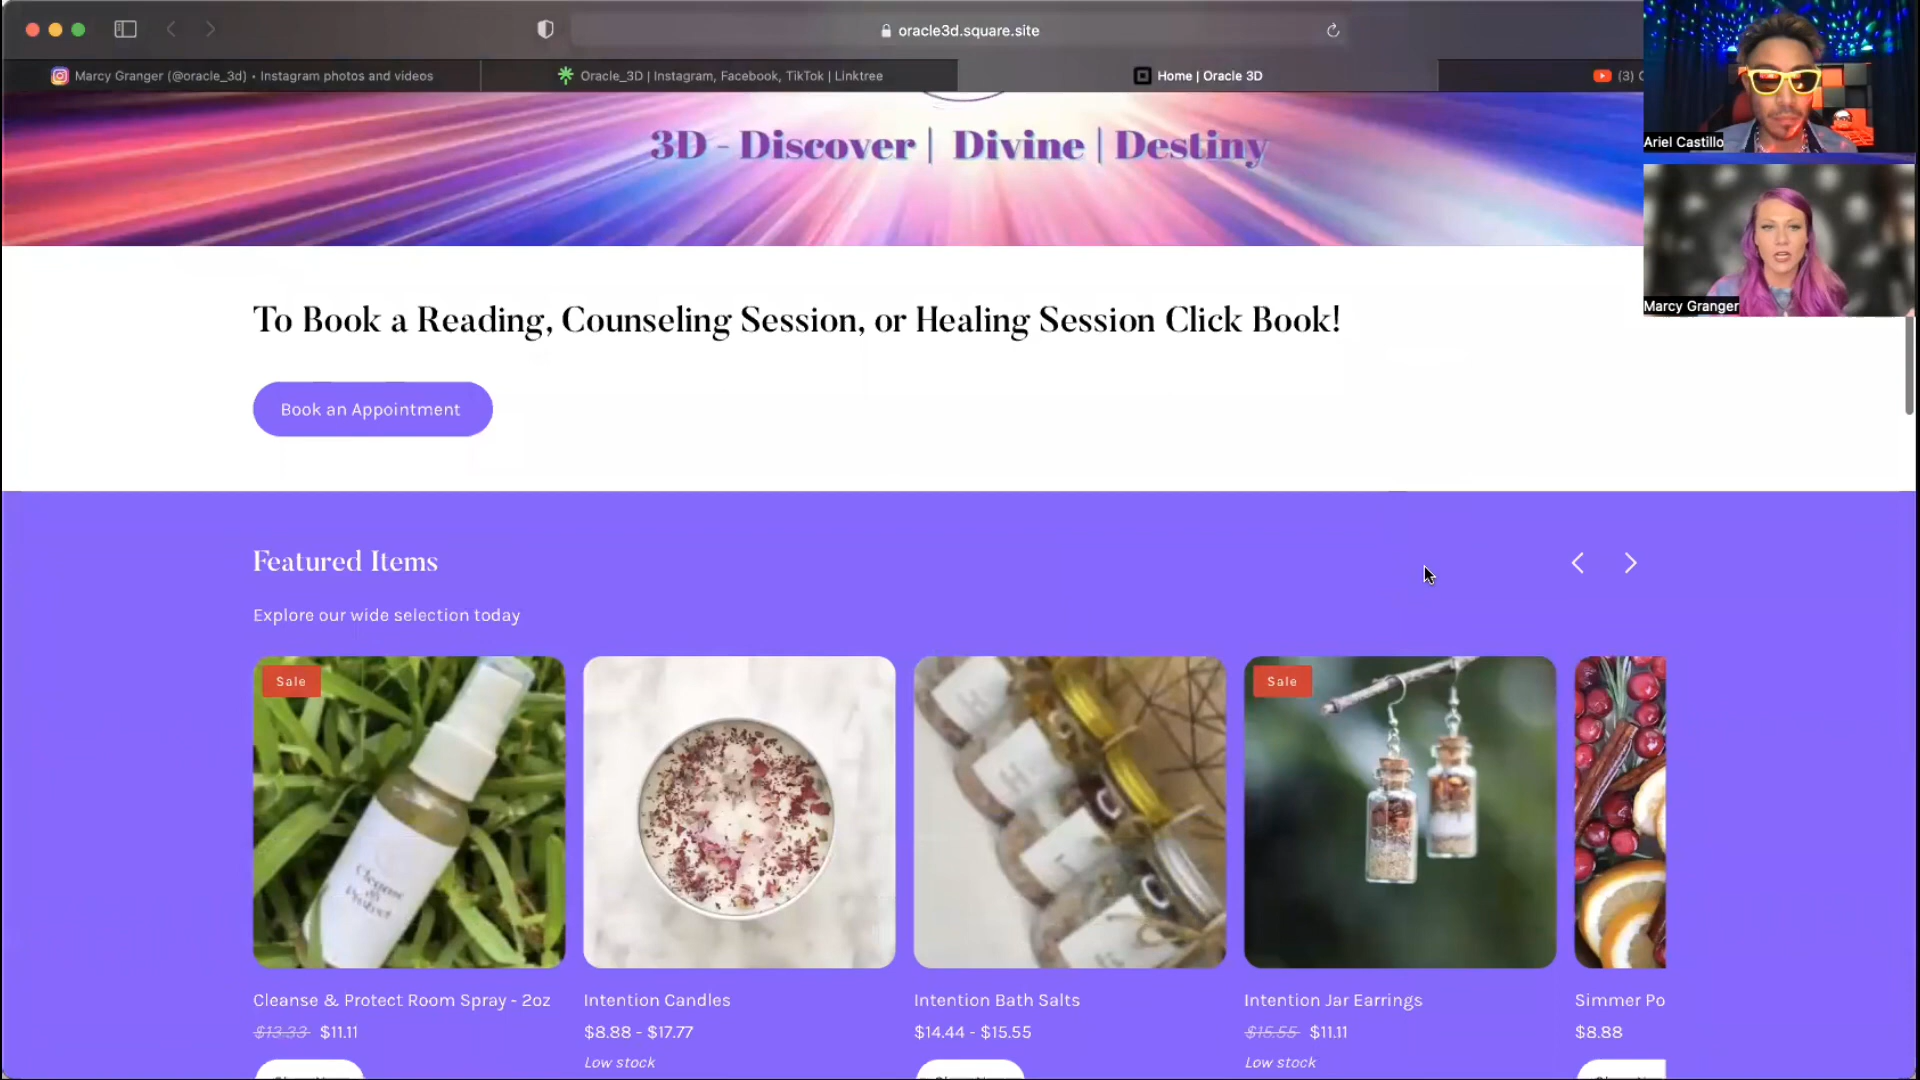 oracle3d.square.site
Marcy Granger (@oracle_3d) • Instagram photos and videos
Oracle_3D | Instagram, Facebook, TikTok | Linktree
Home | Oracle 3D
(3)
Ariel Castillo
Marcy Granger
3D - Discover | Divine | Destiny
To Book a Reading, Counseling Session, or Healing Session Click Book!
Book an Appointment
Featured Items
Explore our wide selection today
Sale
Sale
Cleanse & Protect Room Spray - 2oz
$13.33 $11.11
Intention Candles
$8.88 - $17.77
Low stock
Intention Bath Salts
$14.44 - $15.55
Intention Jar Earrings
$15.55 $11.11
Low stock
Simmer Po
$8.88